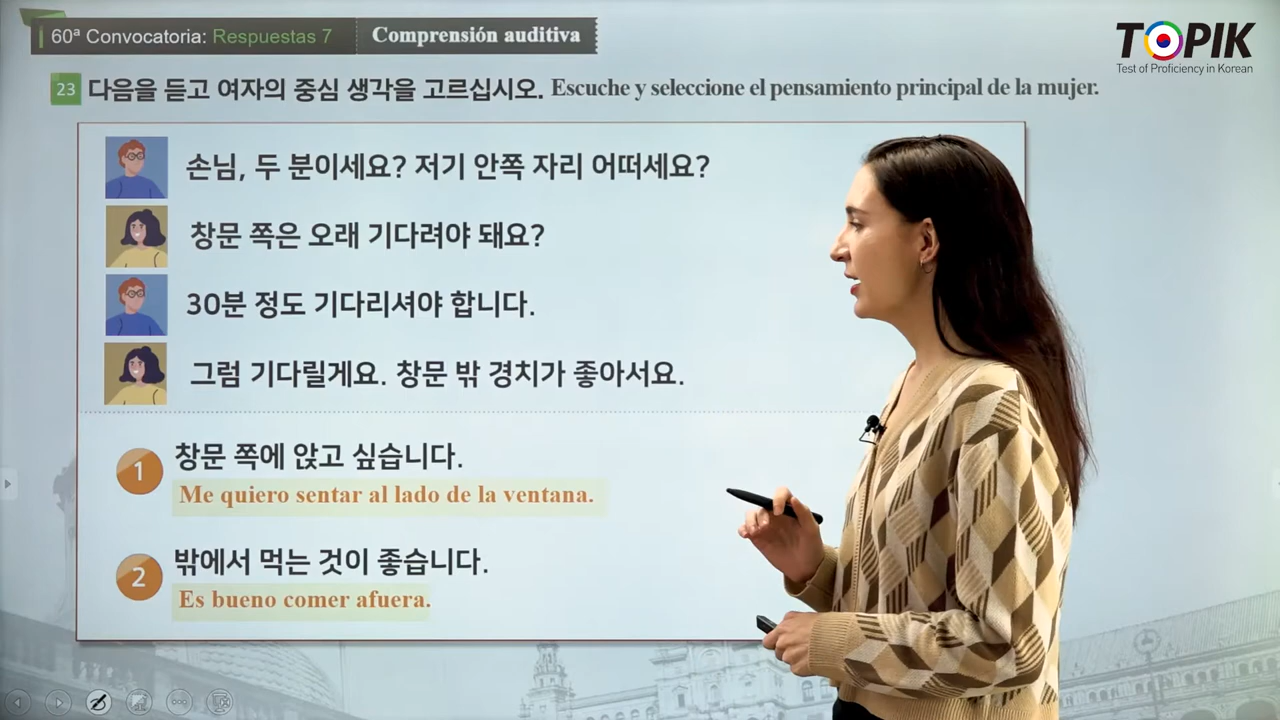 60ª Convocatoria: Respuestas 7 Comprensión auditiva
TOPIK
Test of Proficiency in Korean
23 다음을 듣고 여자의 중심 생각을 고르십시오. Escuche y seleccione el pensamiento principal de la mujer.
손님, 두 분이세요? 저기 안쪽 자리 어떠세요?
창문 쪽은 오래 기다려야 돼요?
30분 정도 기다리셔야 합니다.
그럼 기다릴게요. 창문 밖 경치가 좋아서요.
1 창문 쪽에 앉고 싶습니다.
Me quiero sentar al lado de la ventana.
2 밖에서 먹는 것이 좋습니다.
Es bueno comer afuera.